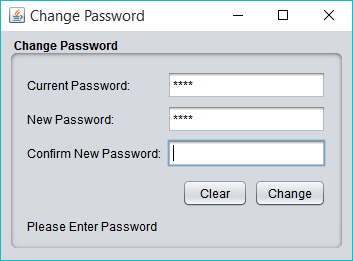 Change Password
Change Password
Current Password: ****
New Password: ****
Confirm New Password:
Clear Change
Please Enter Password